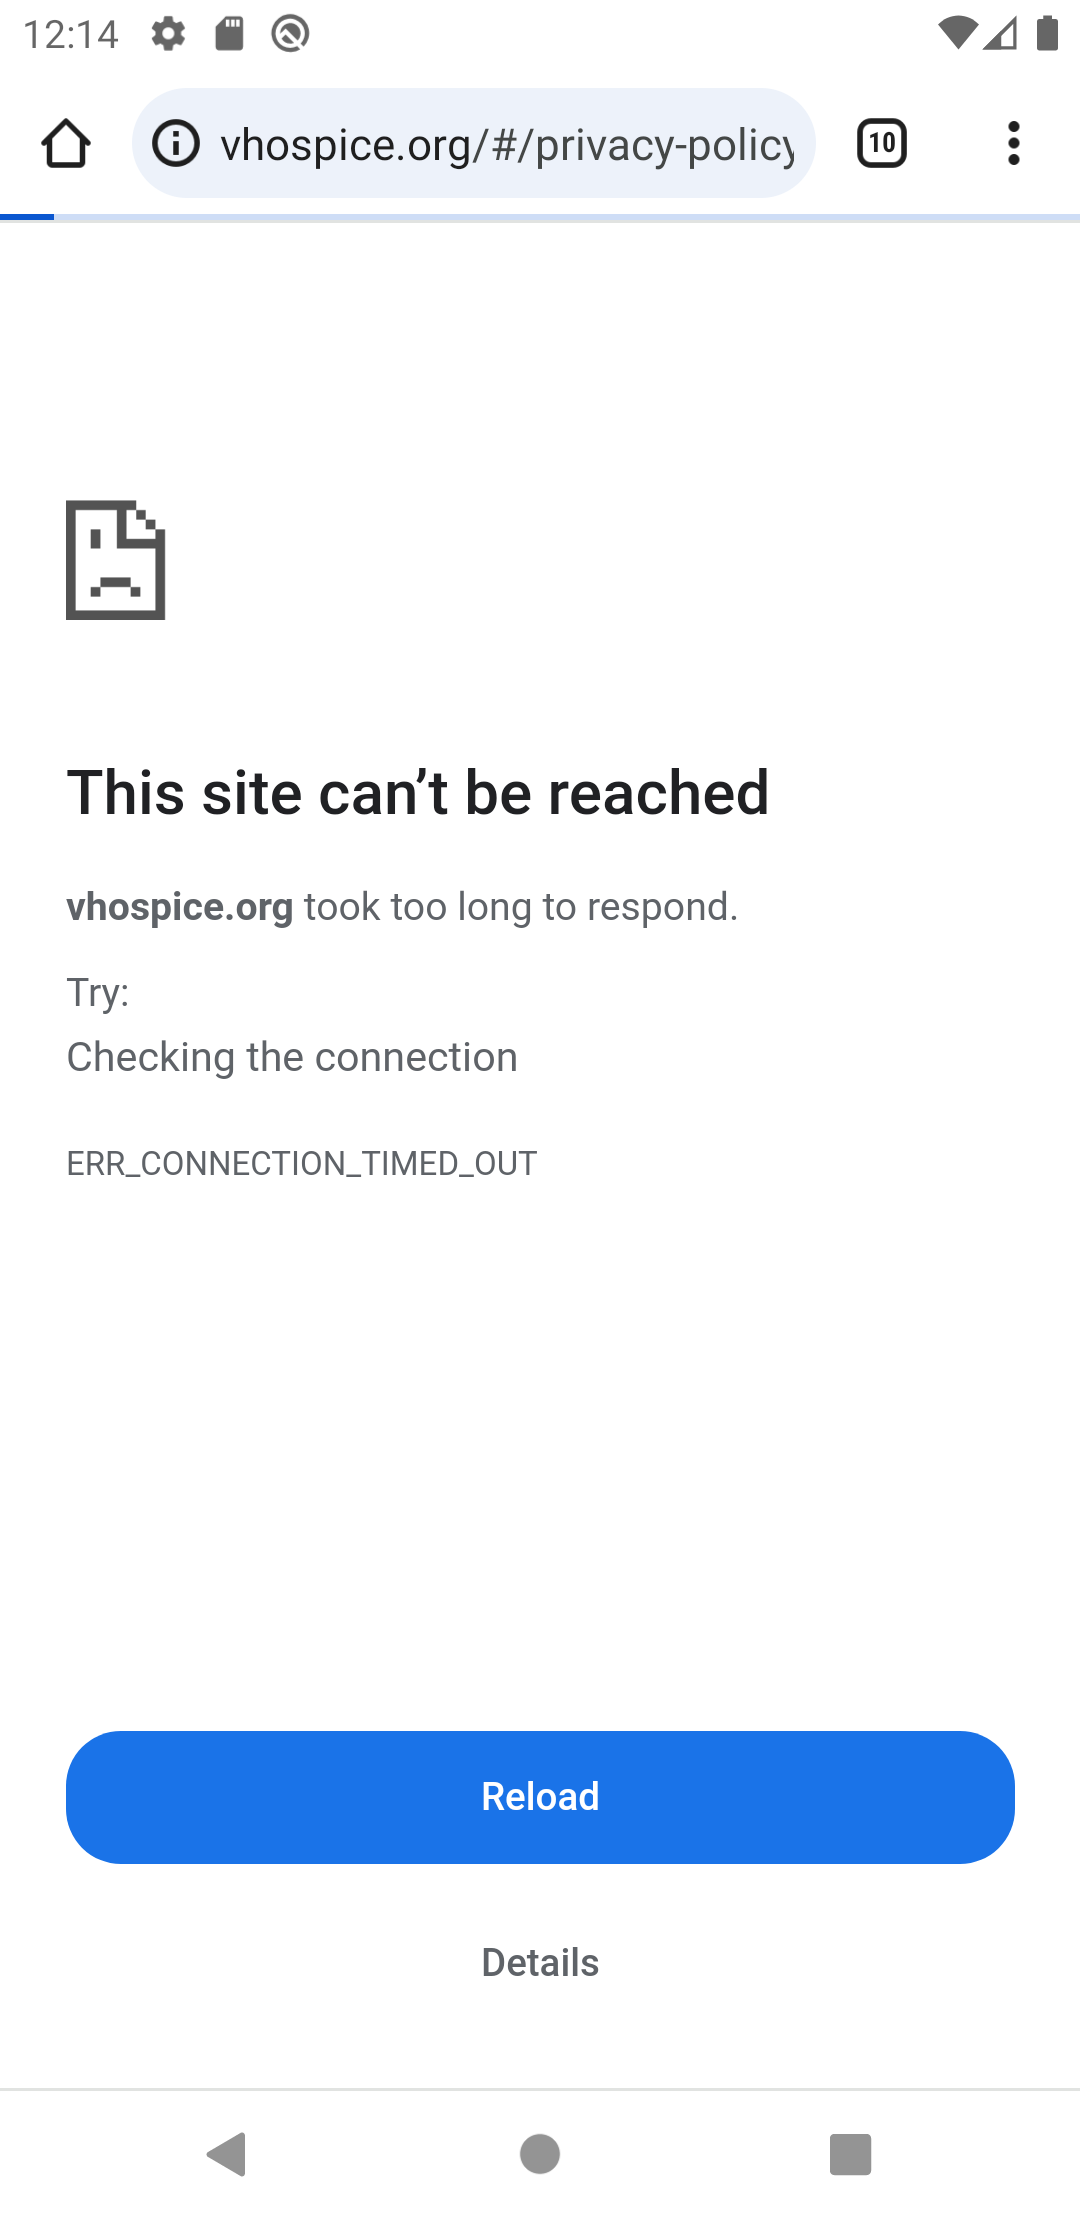 12:14
vhospice.org/#/privacy-policy
10
This site can’t be reached
vhospice.org took too long to respond.
Try:
Checking the connection
ERR_CONNECTION_TIMED_OUT
Reload
Details